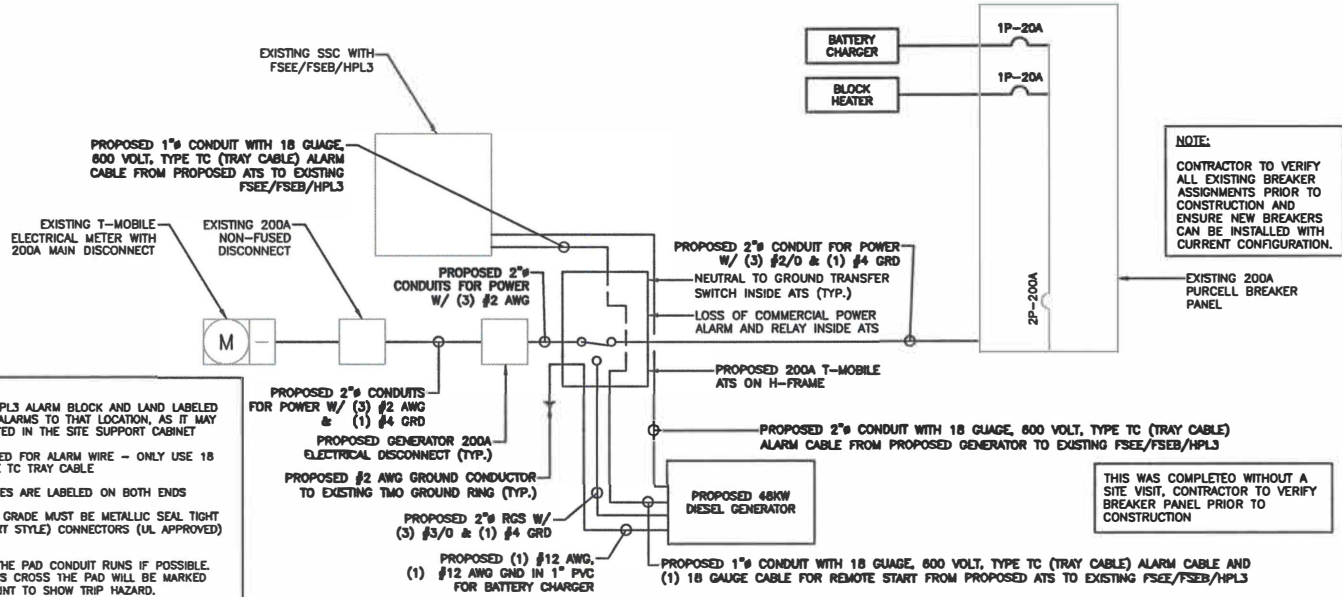 EXISTING SSC WITH
FSEE/FSEB/HPL3
PROPOSED 1"ø CONDUIT WITH 18 GUAGE,
600 VOLT, TYPE TC (TRAY CABLE) ALARM
CABLE FROM PROPOSED ATS TO EXISTING
FSEE/FSEB/HPL3
EXISTING T-MOBILE
ELECTRICAL METER WITH
200A MAIN DISCONNECT
EXISTING 200A
NON-FUSED
DISCONNECT
M
PROPOSED 2"ø
CONDUITS FOR POWER
W/ (3) #2 AWG
PROPOSED 2"ø CONDUITS
FOR POWER W/ (3) #2 AWG
& (1) #4 GRD
PROPOSED GENERATOR 200A
ELECTRICAL DISCONNECT (TYP.)
PROPOSED #2 AWG GROUND CONDUCTOR
TO EXISTING TMO GROUND RING (TYP.)
PROPOSED 2"ø RGS W/
(3) #3/0 & (1) #4 GRD
PROPOSED (1) #12 AWG,
(1) #12 AWG GND IN 1" PVC
FOR BATTERY CHARGER
PROPOSED 2"ø CONDUIT FOR POWER
W/ (3) #2/0 & (1) #4 GRD
NEUTRAL TO GROUND TRANSFER
SWITCH INSIDE ATS (TYP.)
LOSS OF COMMERCIAL POWER
ALARM AND RELAY INSIDE ATS
PROPOSED 200A T-MOBILE
ATS ON H-FRAME
PROPOSED 2"ø CONDUIT WITH 18 GUAGE, 600 VOLT, TYPE TC (TRAY CABLE)
ALARM CABLE FROM PROPOSED GENERATOR TO EXISTING FSEE/FSEB/HPL3
PROPOSED 48KW
DIESEL GENERATOR
PROPOSED 1"ø CONDUIT WITH 18 GUAGE, 600 VOLT, TYPE TC (TRAY CABLE) ALARM CABLE AND
(1) 18 GAUGE CABLE FOR REMOTE START FROM PROPOSED ATS TO EXISTING FSEE/FSEB/HPL3
BATTERY
CHARGER
BLOCK
HEATER
1P-20A
1P-20A
2P-200A
EXISTING 200A
PURCELL BREAKER
PANEL
NOTE:
CONTRACTOR TO VERIFY
ALL EXISTING BREAKER
ASSIGNMENTS PRIOR TO
CONSTRUCTION AND
ENSURE NEW BREAKERS
CAN BE INSTALLED WITH
CURRENT CONFIGURATION.
THIS WAS COMPLETED WITHOUT A
SITE VISIT, CONTRACTOR TO VERIFY
BREAKER PANEL PRIOR TO
CONSTRUCTION
PL3 ALARM BLOCK AND LAND LABELED
ALARMS TO THAT LOCATION, AS IT MAY
TED IN THE SITE SUPPORT CABINET
ED FOR ALARM WIRE – ONLY USE 18
E TC TRAY CABLE
ES ARE LABELED ON BOTH ENDS
GRADE MUST BE METALLIC SEAL TIGHT
RT STYLE) CONNECTORS (UL APPROVED)
THE PAD CONDUIT RUNS IF POSSIBLE.
S CROSS THE PAD WILL BE MARKED
INT TO SHOW TRIP HAZARD.